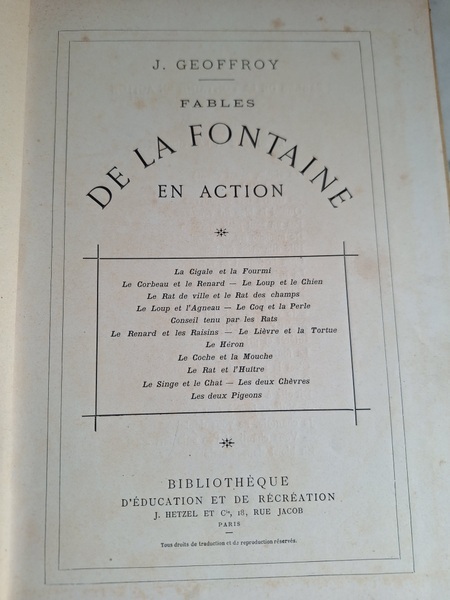 J. GEOFFROY
FABLES
DE LA FONTAINE
EN ACTION
La Cigale et la Fourmi
Le Corbeau et le Renard — Le Loup et le Chien
Le Rat de ville et le Rat des champs
Le Loup et l'Agneau — Le Coq et la Perle
Conseil tenu par les Rats
Le Renard et les Raisins — Le Lièvre et la Tortue
Le Héron
Le Coche et la Mouche
Le Rat et l'Huître
Le Singe et le Chat — Les deux Chèvres
Les deux Pigeons
BIBLIOTHÈQUE
D'ÉDUCATION ET DE RÉCRÉATION
J. HETZEL ET Cie, 18, RUE JACOB
PARIS
Tous droits de traduction et de reproduction réservés.